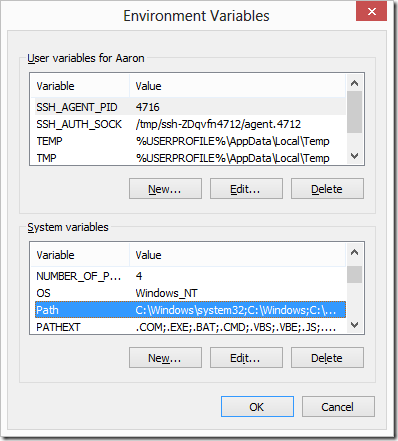 Environment Variables
User variables for Aaron
Variable Value
SSH_AGENT_PID 4716
SSH_AUTH_SOCK /tmp/ssh-ZDqvfn4712/agent.4712
TEMP %USERPROFILE%\AppData\Local\Temp
TMP %USERPROFILE%\AppData\Local\Temp
New... Edit... Delete
System variables
Variable Value
NUMBER_OF_P... 4
OS Windows_NT
Path C:\Windows\system32;C:\Windows;C:\...
PATHEXT .COM;.EXE;.BAT;.CMD;.VBS;.VBE;.JS;....
New... Edit... Delete
OK Cancel